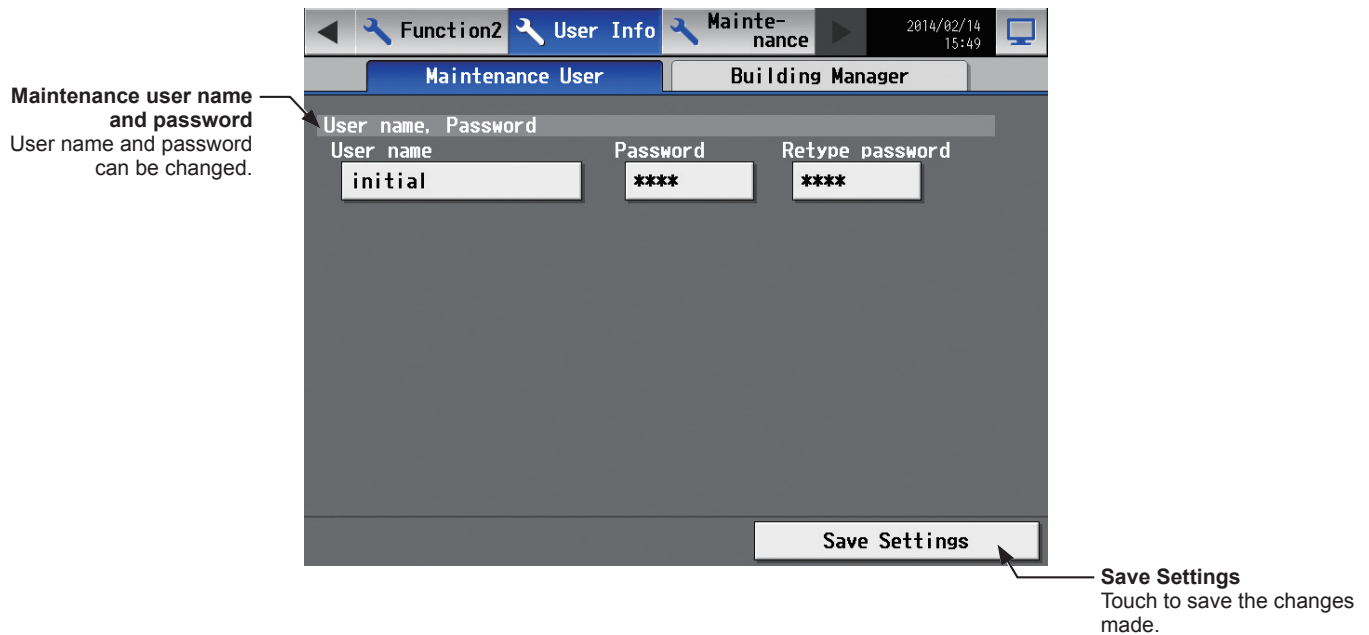 Function2 User Info Mainte-
nance
2014/02/14
15:49
Maintenance User Building Manager
Maintenance user name
and password
User name and password
can be changed.
User name, Password
User name Password Retype password
initial **** ****
Save Settings
Save Settings
Touch to save the changes
made.